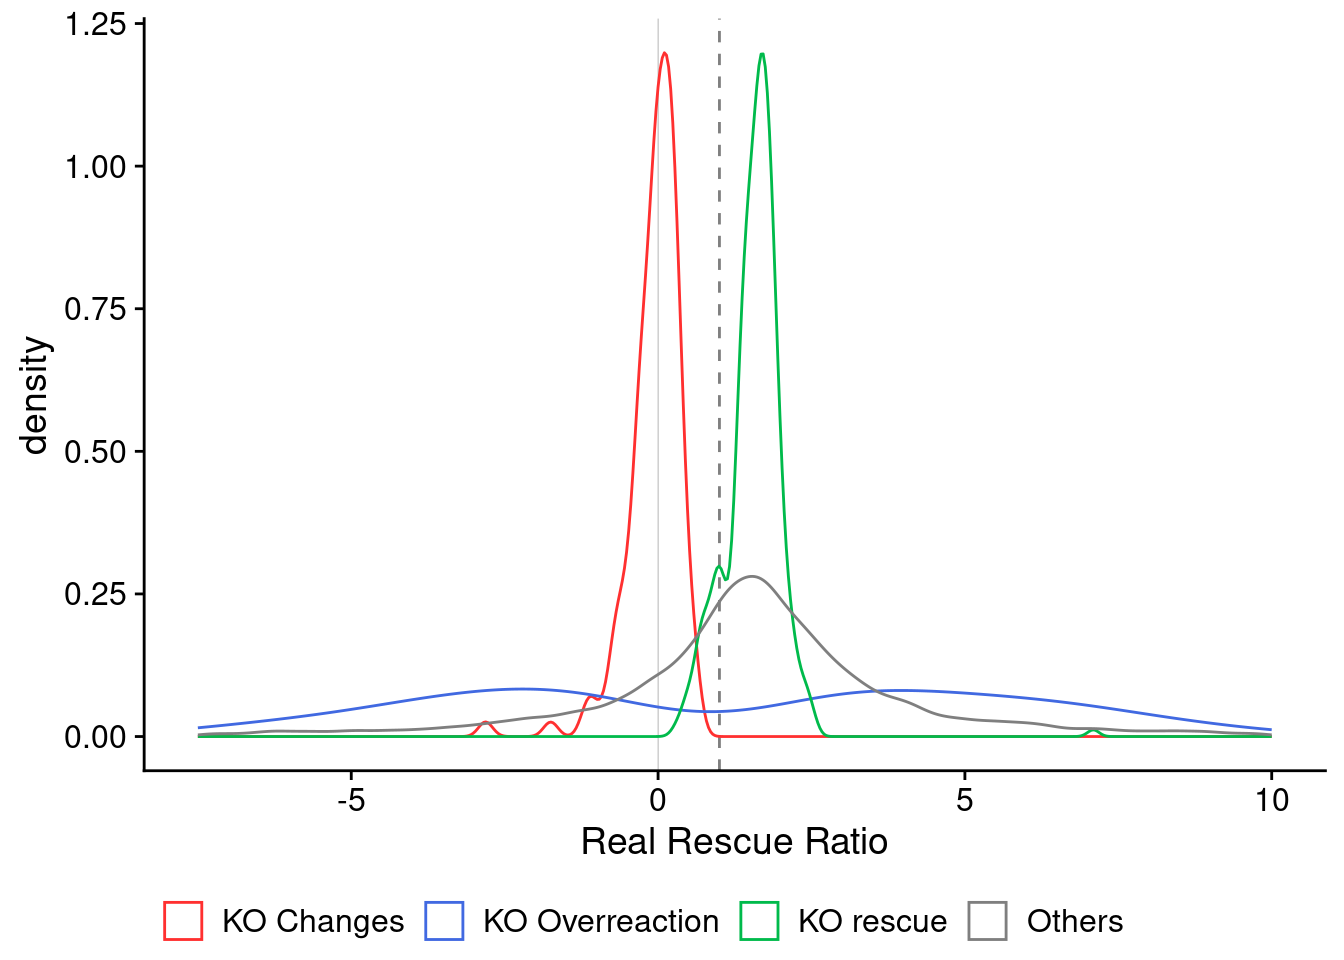 1.25
1.00
0.75
0.50
0.25
0.00
density
-5 0 5 10
Real Rescue Ratio
KO Changes KO Overreaction KO rescue Others